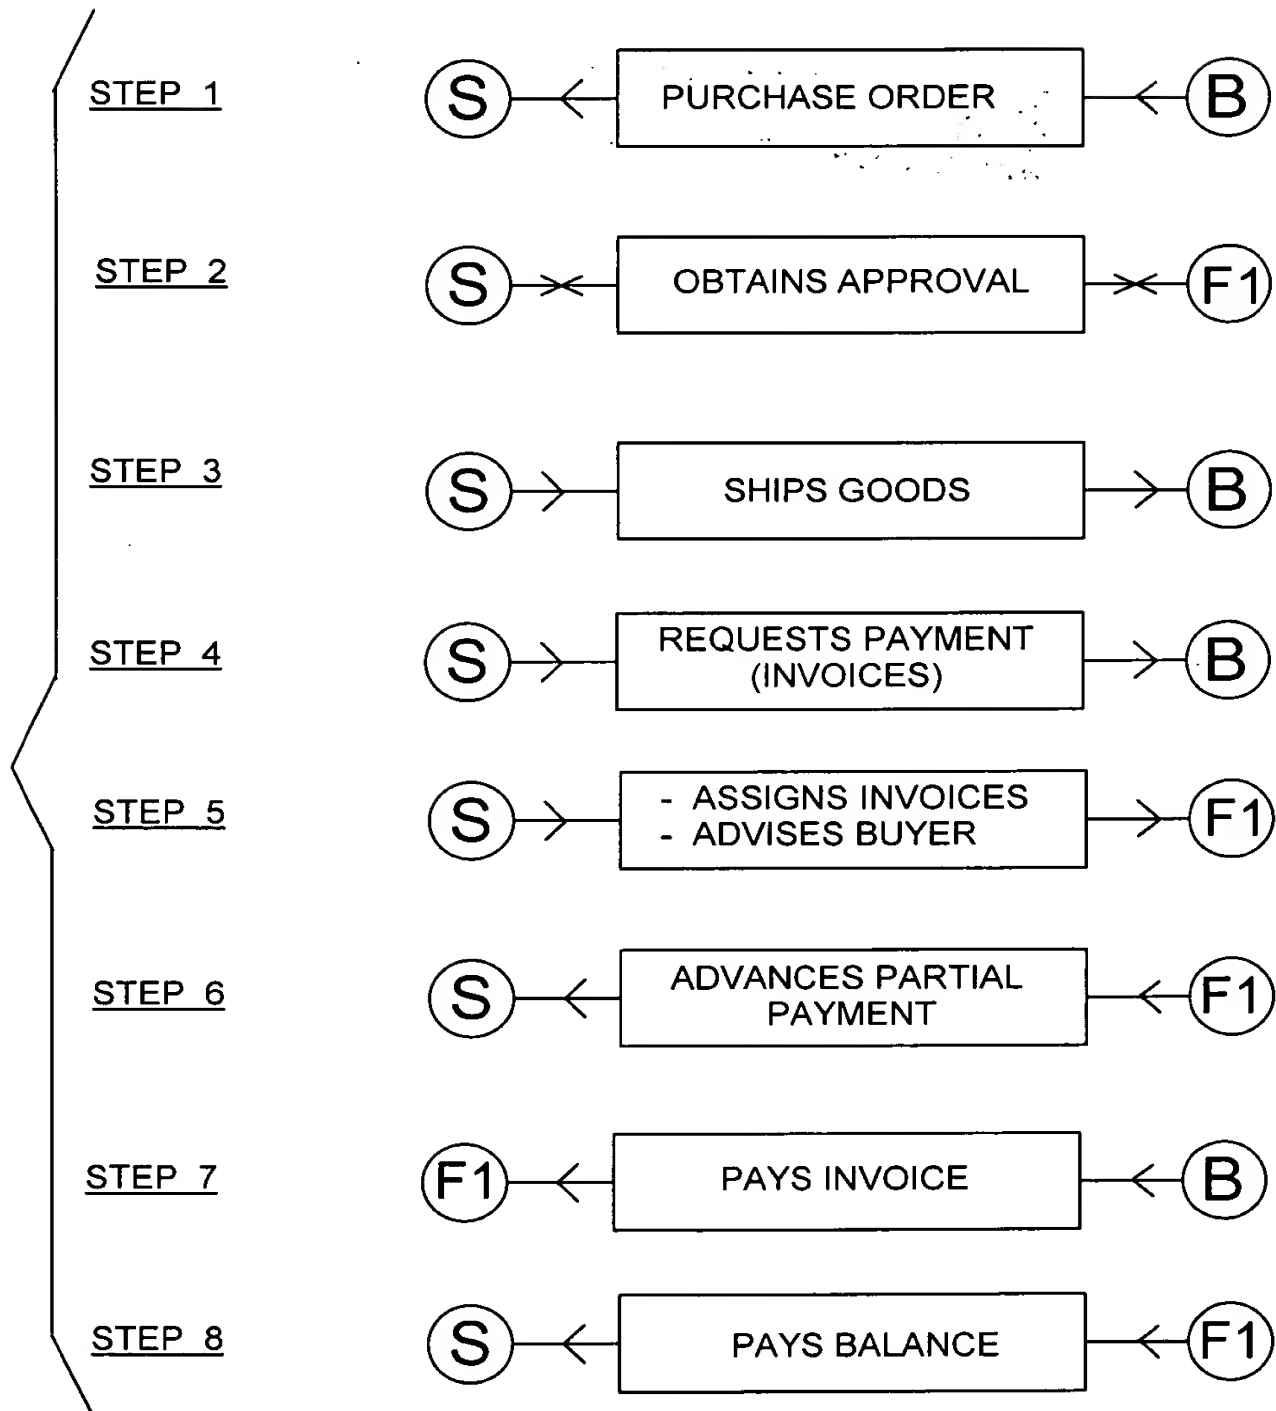 STEP 1 S PURCHASE ORDER B
STEP 2 S OBTAINS APPROVAL F1
STEP 3 S SHIPS GOODS B
STEP 4 S REQUESTS PAYMENT B
(INVOICES)
STEP 5 S - ASSIGNS INVOICES F1
- ADVISES BUYER
STEP 6 S ADVANCES PARTIAL F1
PAYMENT
STEP 7 F1 PAYS INVOICE B
STEP 8 S PAYS BALANCE F1